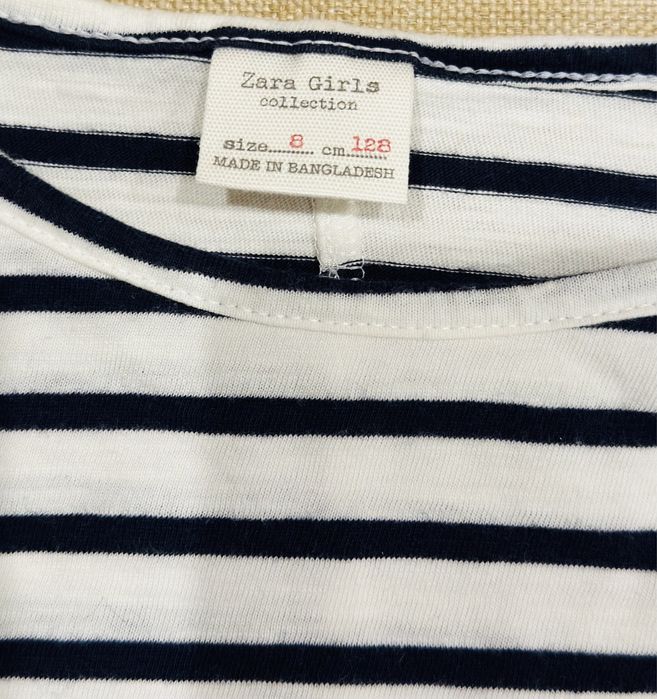 Zara Girls
collection
size....8.... cm.128
MADE IN BANGLADESH